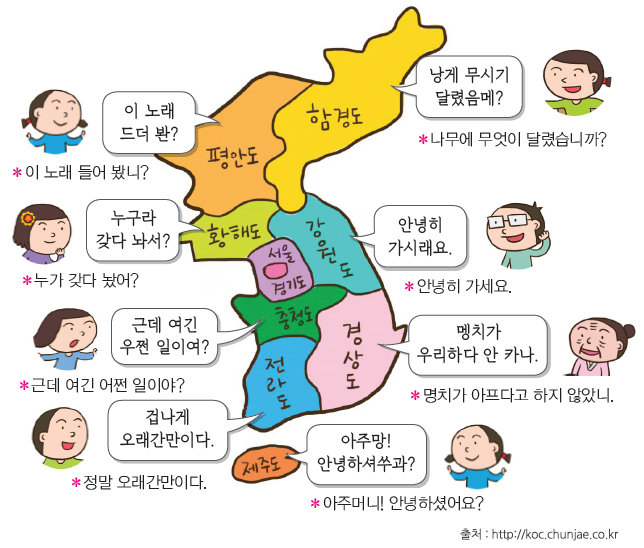 이 노래
드더 봔?
*이 노래 들어 봤니?
평안도
함경도
낭게 무시기
달렸음메?
*나무에 무엇이 달렸습니까?
누구라
갖다 놔서?
*누가 갖다 놨어?
황해도
강원도
안녕히
가시래요.
*안녕히 가세요.
서울
경기도
근데 여긴
우쩐 일이여?
*근데 여긴 어쩐 일이야?
충청도
경상도
멩치가
우리하다 안 카나.
*명치가 아프다고 하지 않았니.
전라도
겁나게
오래간만이다.
*정말 오래간만이다.
제주도
아주망!
안녕하셔쑤과?
*아주머니! 안녕하셨어요?
출처 : http://koc.chunjae.co.kr